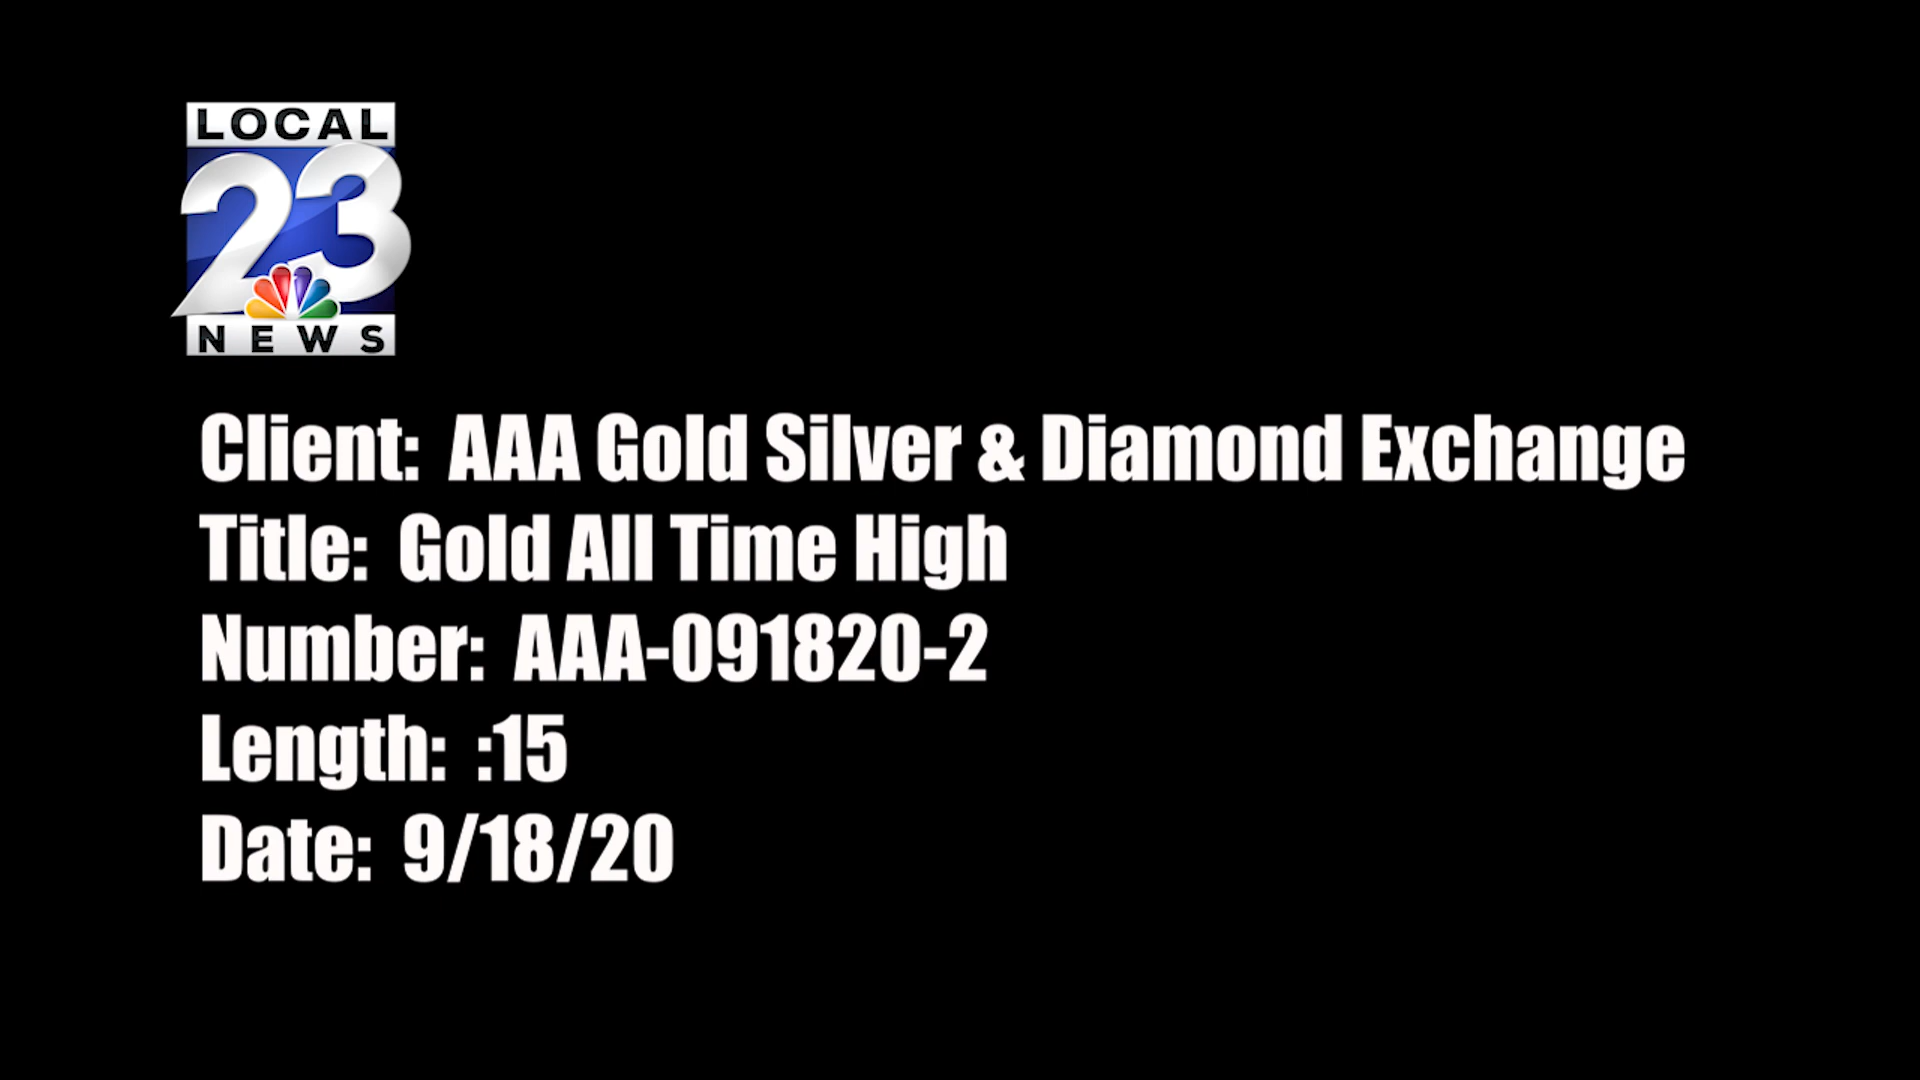 LOCAL
23
NEWS
Client: AAA Gold Silver & Diamond Exchange
Title: Gold All Time High
Number: AAA-091820-2
Length: :15
Date: 9/18/20